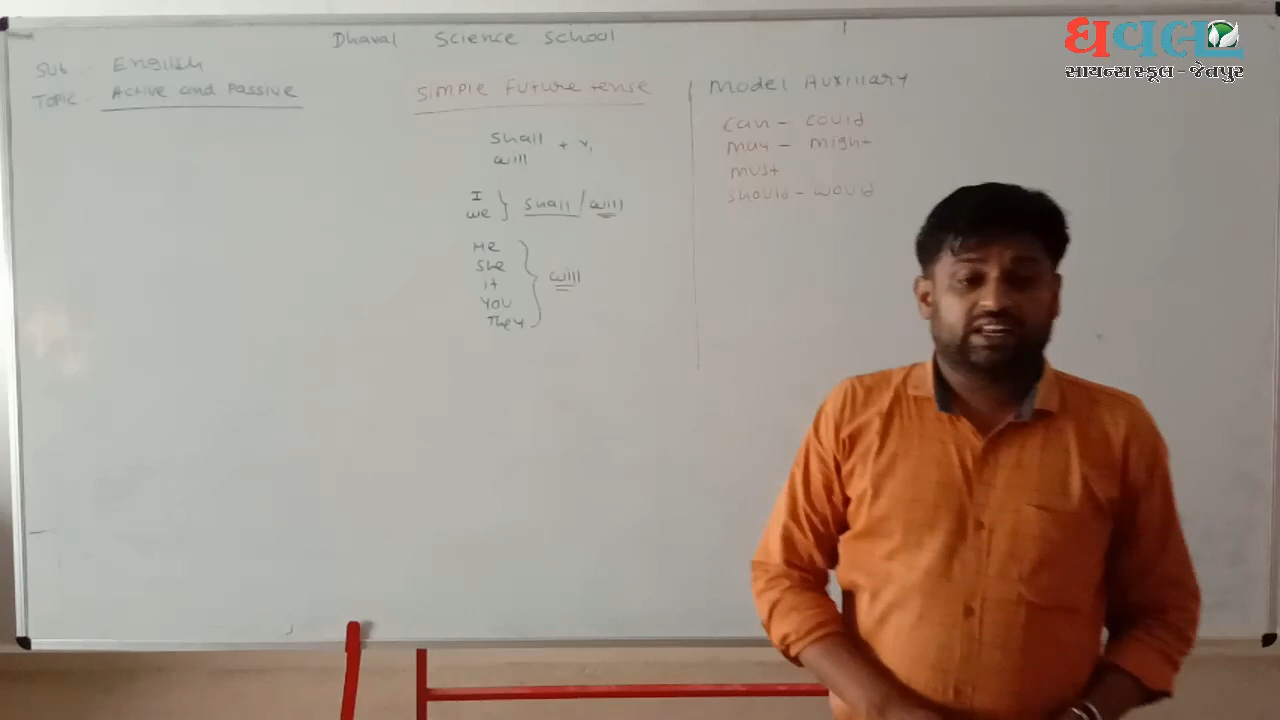 Dhaval Science School
Sub :- English
Topic :- Active and Passive
Simple Future tense
shall
will
+ V1
I
we
shall / will
He
She
it
You
They
will
Model Auxillary
can - could
may - might
must
should - would
ધવલ
સાયન્સ સ્કૂલ - જેતપુર